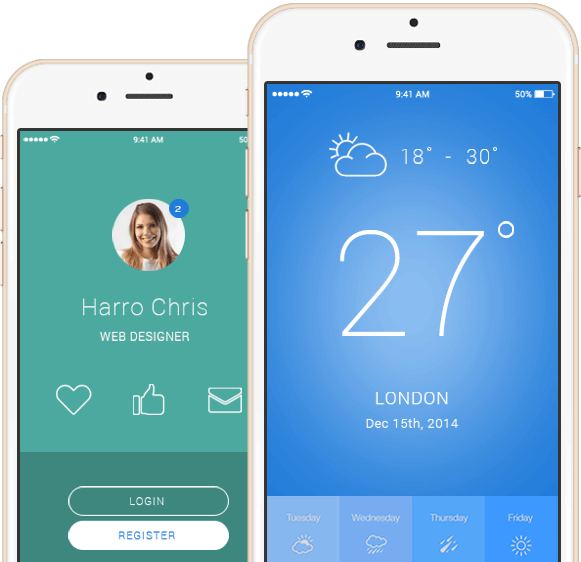 9:41 AM
50
2
Harro Chris
WEB DESIGNER
LOGIN
REGISTER
9:41 AM
50%
18° - 30°
27°
LONDON
Dec 15th, 2014
Tuesday
Wednesday
Thursday
Friday